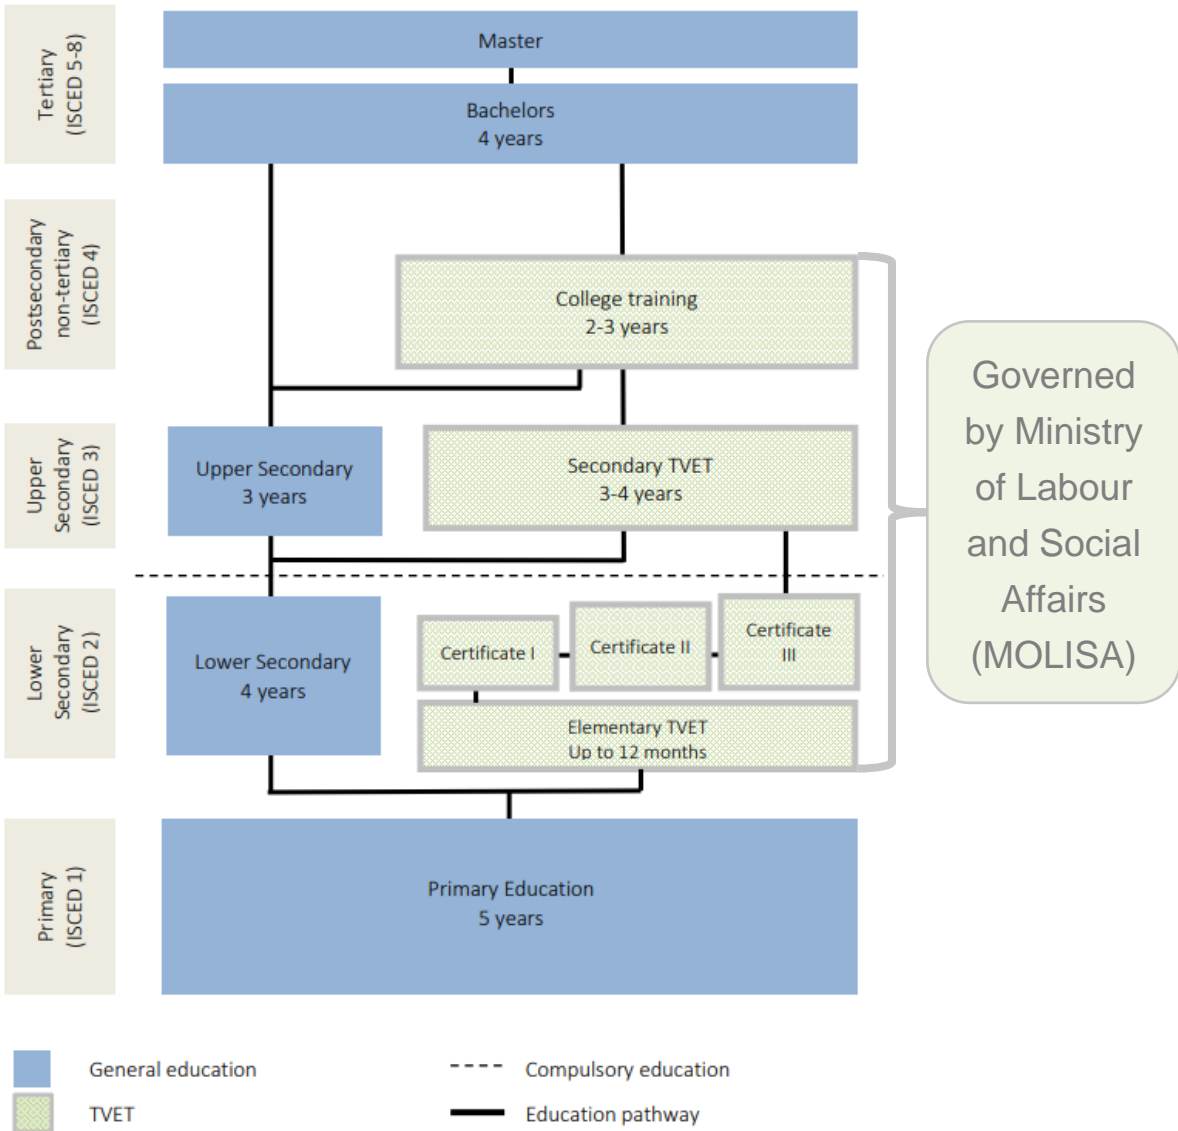 Tertiary
(ISCED 5-8)
Master
Bachelors
4 years
Postsecondary
non-tertiary
(ISCED 4)
College training
2-3 years
Upper
Secondary
(ISCED 3)
Upper Secondary
3 years
Secondary TVET
3-4 years
Lower
Secondary
(ISCED 2)
Lower Secondary
4 years
Certificate I
Certificate II
Certificate
III
Elementary TVET
Up to 12 months
Governed
by Ministry
of Labour
and Social
Affairs
(MOLISA)
Primary
(ISCED 1)
Primary Education
5 years
General education
Compulsory education
TVET
Education pathway